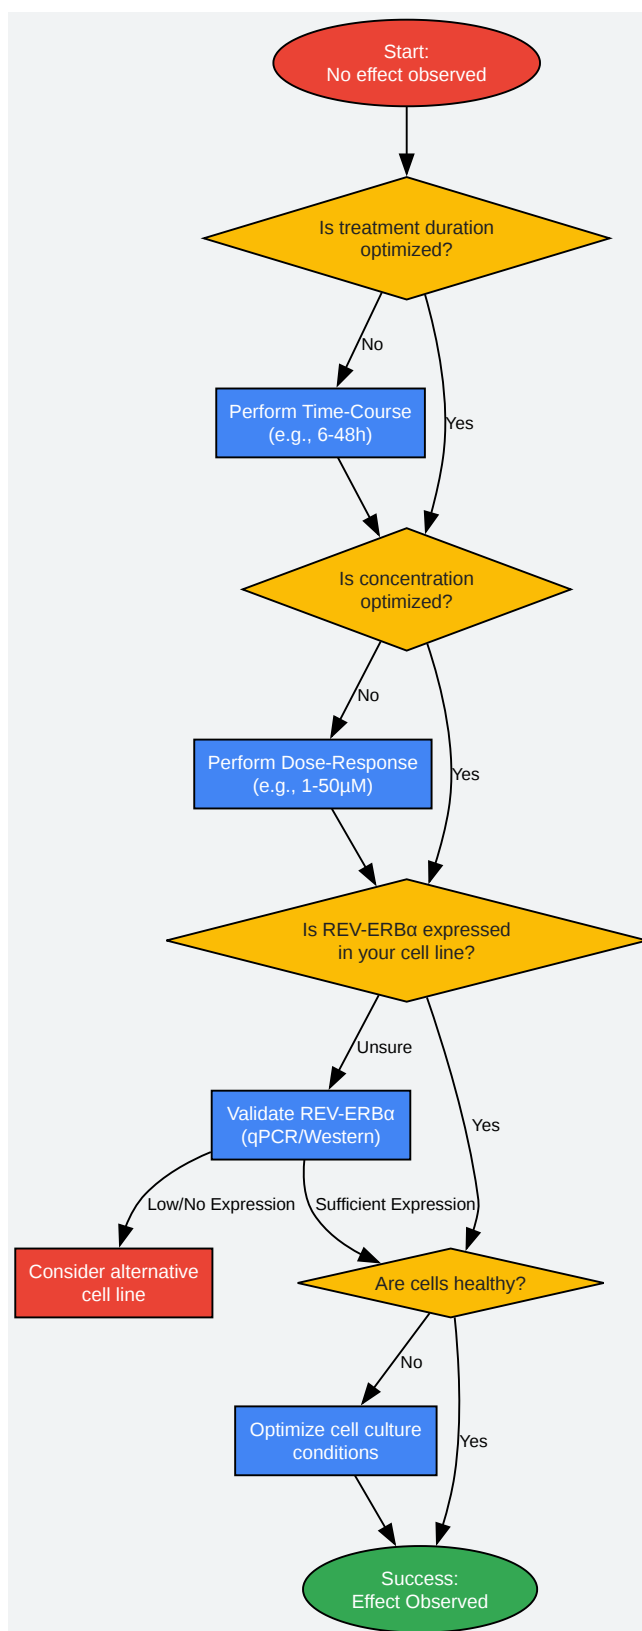 Start:
No effect observed
Is treatment duration
optimized?
No
Perform Time-Course
(e.g., 6-48h)
Yes
Is concentration
optimized?
No
Perform Dose-Response
(e.g., 1-50µM)
Yes
Is REV-ERBα expressed
in your cell line?
Unsure
Validate REV-ERBα
(qPCR/Western)
Yes
Low/No Expression
Sufficient Expression
Consider alternative
cell line
Are cells healthy?
No
Optimize cell culture
conditions
Yes
Success:
Effect Observed